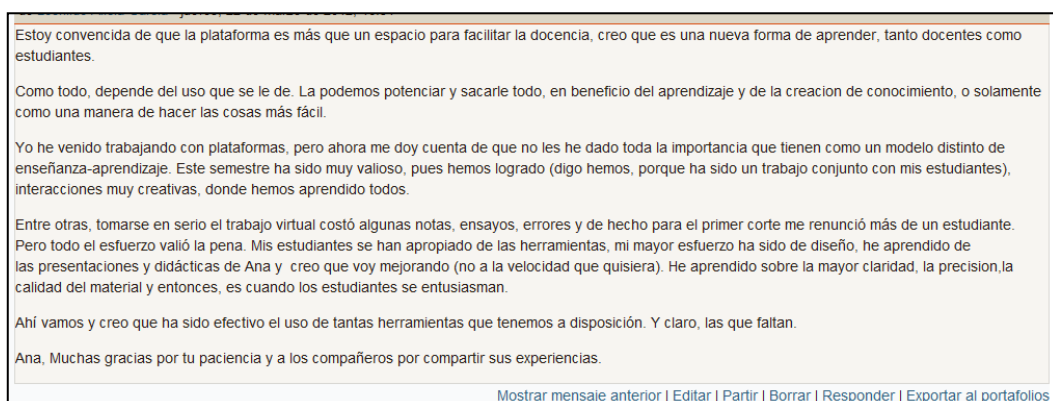 Estoy convencida de que la plataforma es más que un espacio para facilitar la docencia, creo que es una nueva forma de aprender, tanto docentes como
estudiantes.
Como todo, depende del uso que se le de. La podemos potenciar y sacarle todo, en beneficio del aprendizaje y de la creacion de conocimiento, o solamente
como una manera de hacer las cosas más fácil.
Yo he venido trabajando con plataformas, pero ahora me doy cuenta de que no les he dado toda la importancia que tienen como un modelo distinto de
enseñanza-aprendizaje. Este semestre ha sido muy valioso, pues hemos logrado (digo hemos, porque ha sido un trabajo conjunto con mis estudiantes),
interacciones muy creativas, donde hemos aprendido todos.
Entre otras, tomarse en serio el trabajo virtual costó algunas notas, ensayos, errores y de hecho para el primer corte me renunció más de un estudiante.
Pero todo el esfuerzo valió la pena. Mis estudiantes se han apropiado de las herramientas, mi mayor esfuerzo ha sido de diseño, he aprendido de
las presentaciones y didácticas de Ana y creo que voy mejorando (no a la velocidad que quisiera). He aprendido sobre la mayor claridad, la precision,la
calidad del material y entonces, es cuando los estudiantes se entusiasman.
Ahí vamos y creo que ha sido efectivo el uso de tantas herramientas que tenemos a disposición. Y claro, las que faltan.
Ana, Muchas gracias por tu paciencia y a los compañeros por compartir sus experiencias.
Mostrar mensaje anterior | Editar | Partir | Borrar | Responder | Exportar al portafolios